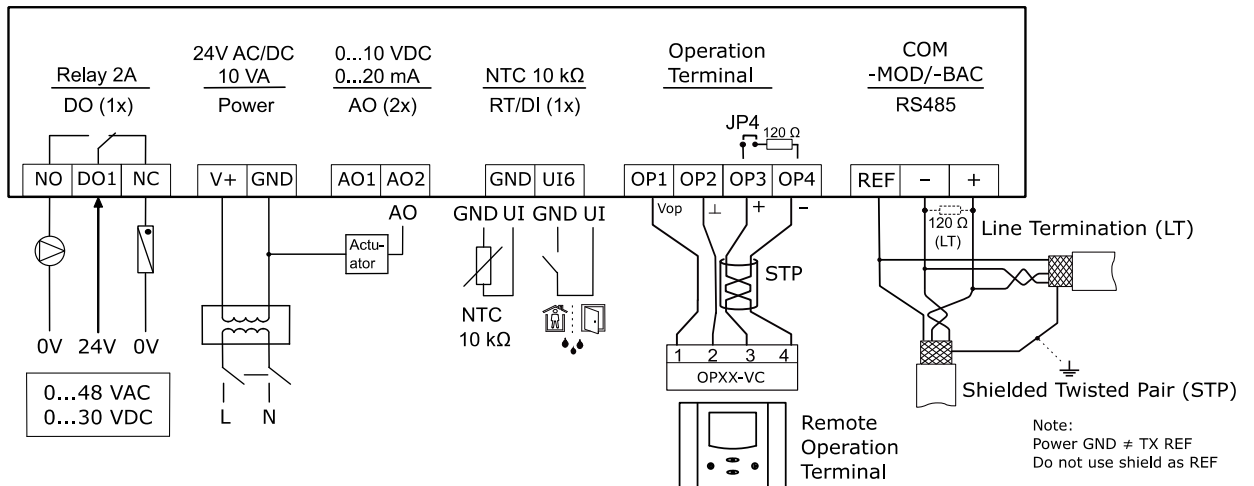 Relay 2A
DO (1x)
24V AC/DC
10 VA
Power
0...10 VDC
0...20 mA
AO (2x)
NTC 10 kΩ
RT/DI (1x)
Operation
Terminal
COM
-MOD/-BAC
RS485
JP4
120 Ω
NO DO1 NC
V+ GND
AO1 AO2
GND UI6
OP1 OP2 OP3 OP4
REF − +
Vop ⊥ + −
AO
GND UI GND UI
120 Ω
(LT)
Line Termination (LT)
Actu-
ator
STP
NTC
10 kΩ
0V 24V 0V
0...48 VAC
0...30 VDC
L N
1 2 3 4
OPXX-VC
Shielded Twisted Pair (STP)
Remote
Operation
Terminal
Note:
Power GND ≠ TX REF
Do not use shield as REF